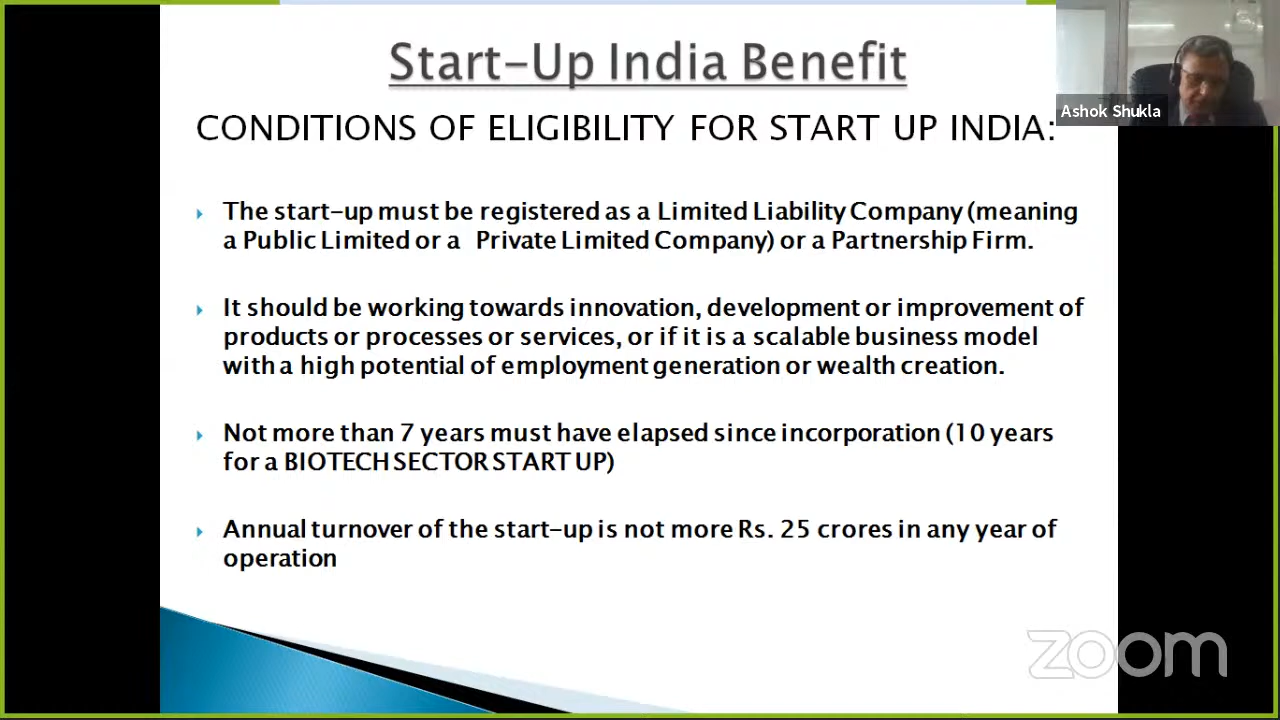 Start-Up India Benefit
CONDITIONS OF ELIGIBILITY FOR START UP INDIA:
Ashok Shukla
The start-up must be registered as a Limited Liability Company (meaning
a Public Limited or a Private Limited Company) or a Partnership Firm.
It should be working towards innovation, development or improvement of
products or processes or services, or if it is a scalable business model
with a high potential of employment generation or wealth creation.
Not more than 7 years must have elapsed since incorporation (10 years
for a BIOTECH SECTOR START UP)
Annual turnover of the start-up is not more Rs. 25 crores in any year of
operation
zoom